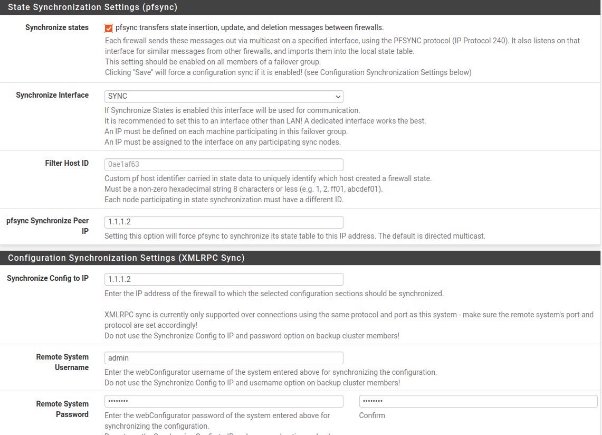 State Synchronization Settings (pfsync)
Synchronize states
pfsync transfers state insertion, update, and deletion messages between firewalls.
Each firewall sends these messages out via multicast on a specified interface, using the PFSYNC protocol (IP Protocol 240). It also listens on that
interface for similar messages from other firewalls, and imports them into the local state table.
This setting should be enabled on all members of a failover group.
Clicking "Save" will force a configuration sync if it is enabled! (see Configuration Synchronization Settings below)
Synchronize Interface
SYNC
If Synchronize States is enabled this interface will be used for communication.
It is recommended to set this to an interface other than LAN! A dedicated interface works the best.
An IP must be defined on each machine participating in this failover group.
An IP must be assigned to the interface on any participating sync nodes.
Filter Host ID
0ae1af63
Custom pf host identifier carried in state data to uniquely identify which host created a firewall state.
Must be a non-zero hexadecimal string 8 characters or less (e.g. 1, 2, ff01, abcdef01).
Each node participating in state synchronization must have a different ID.
pfsync Synchronize Peer
IP
1.1.1.2
Setting this option will force pfsync to synchronize its state table to this IP address. The default is directed multicast.
Configuration Synchronization Settings (XMLRPC Sync)
Synchronize Config to IP
1.1.1.2
Enter the IP address of the firewall to which the selected configuration sections should be synchronized.
XMLRPC sync is currently only supported over connections using the same protocol and port as this system - make sure the remote system's port and
protocol are set accordingly!
Do not use the Synchronize Config to IP and password option on backup cluster members!
Remote System
Username
admin
Enter the webConfigurator username of the system entered above for synchronizing the configuration.
Do not use the Synchronize Config to IP and username option on backup cluster members!
Remote System
Password
••••••••
••••••••
Enter the webConfigurator password of the system entered above for
synchronizing the configuration.
Confirm